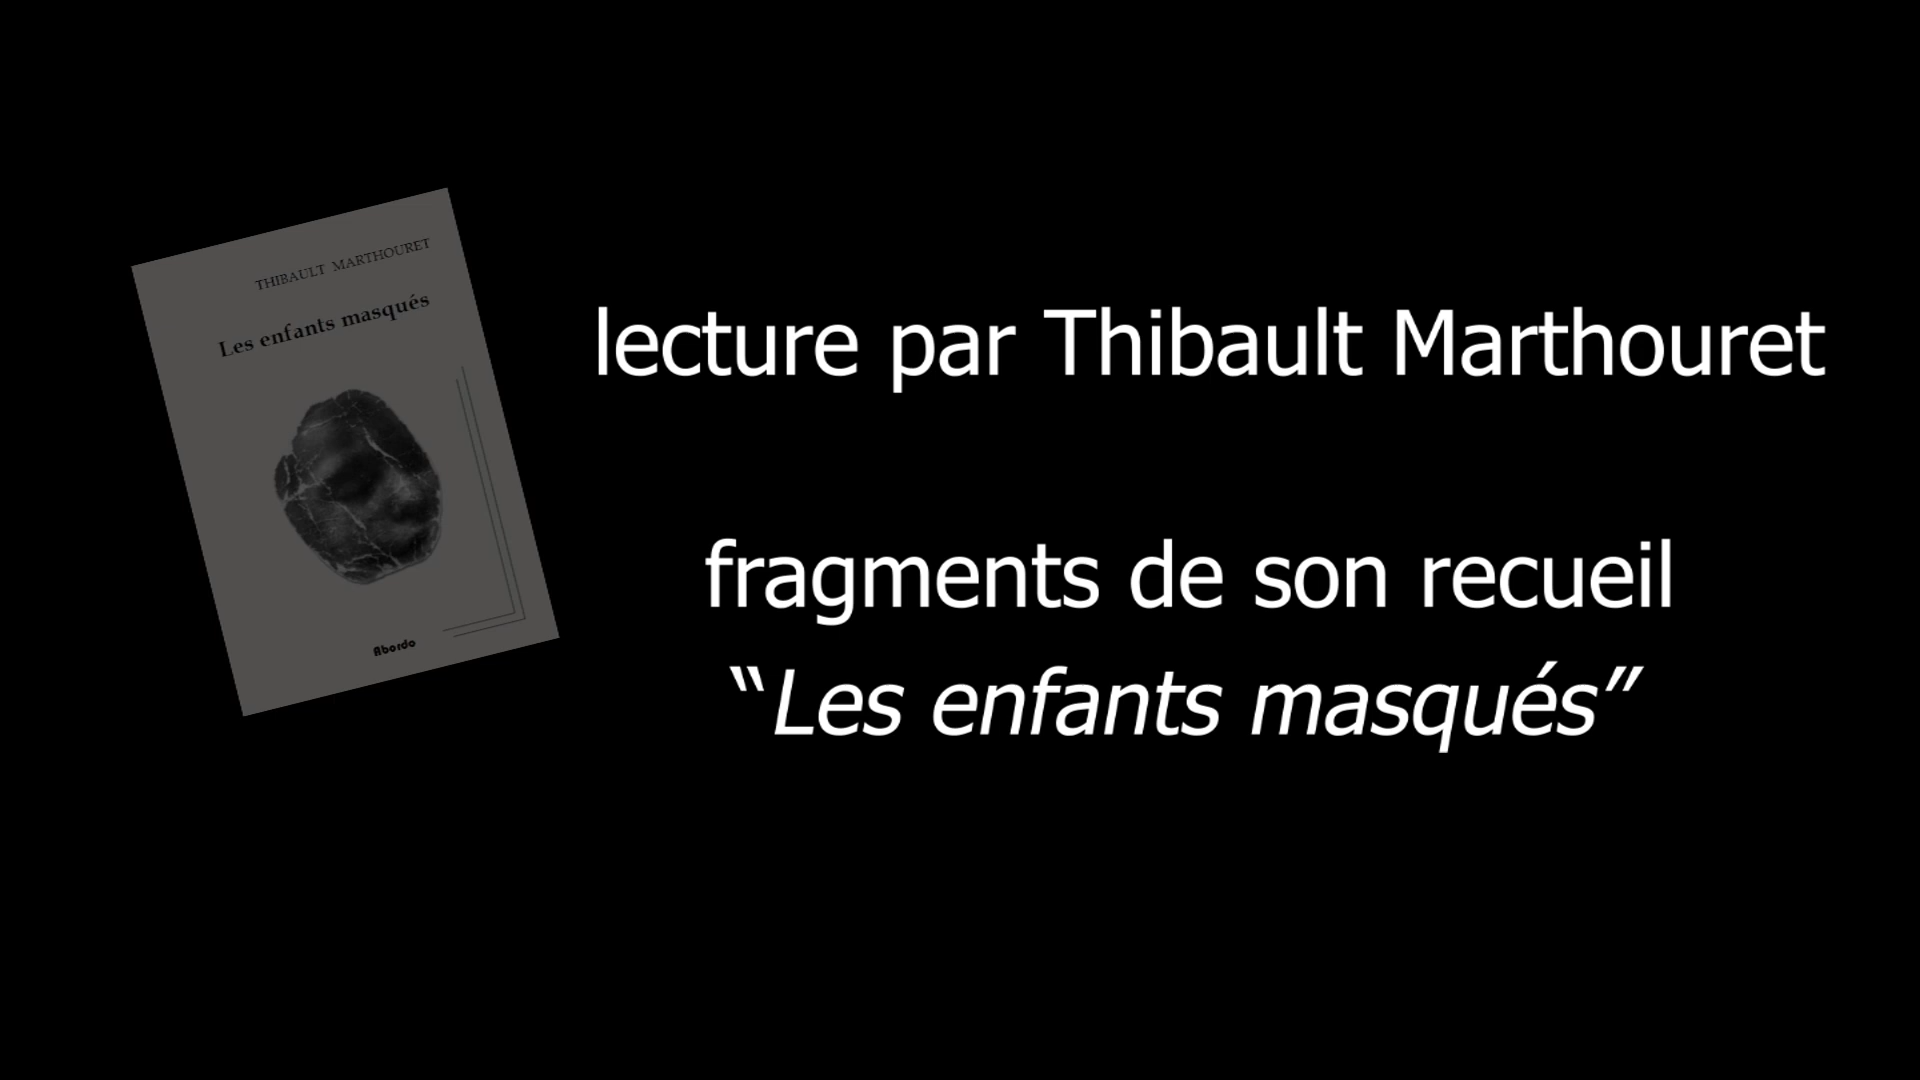 THIBAULT MARTHOURET
Les enfants masqués
Abordo
lecture par Thibault Marthouret
fragments de son recueil
“Les enfants masqués”